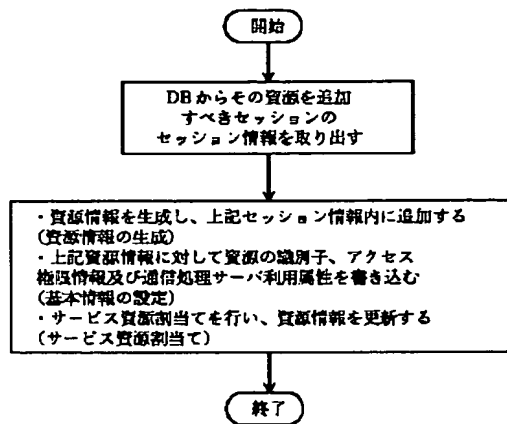 開始
DBからその資源を追加
すべきセッションの
セッション情報を取り出す
・資源情報を生成し、上記セッション情報内に追加する
(資源情報の生成)
・上記資源情報に対して資源の識別子、アクセス
権限情報及び通信処理サーバ利用属性を書き込む
(基本情報の設定)
・サービス資源割当てを行い、資源情報を更新する
(サービス資源割当て)
終了